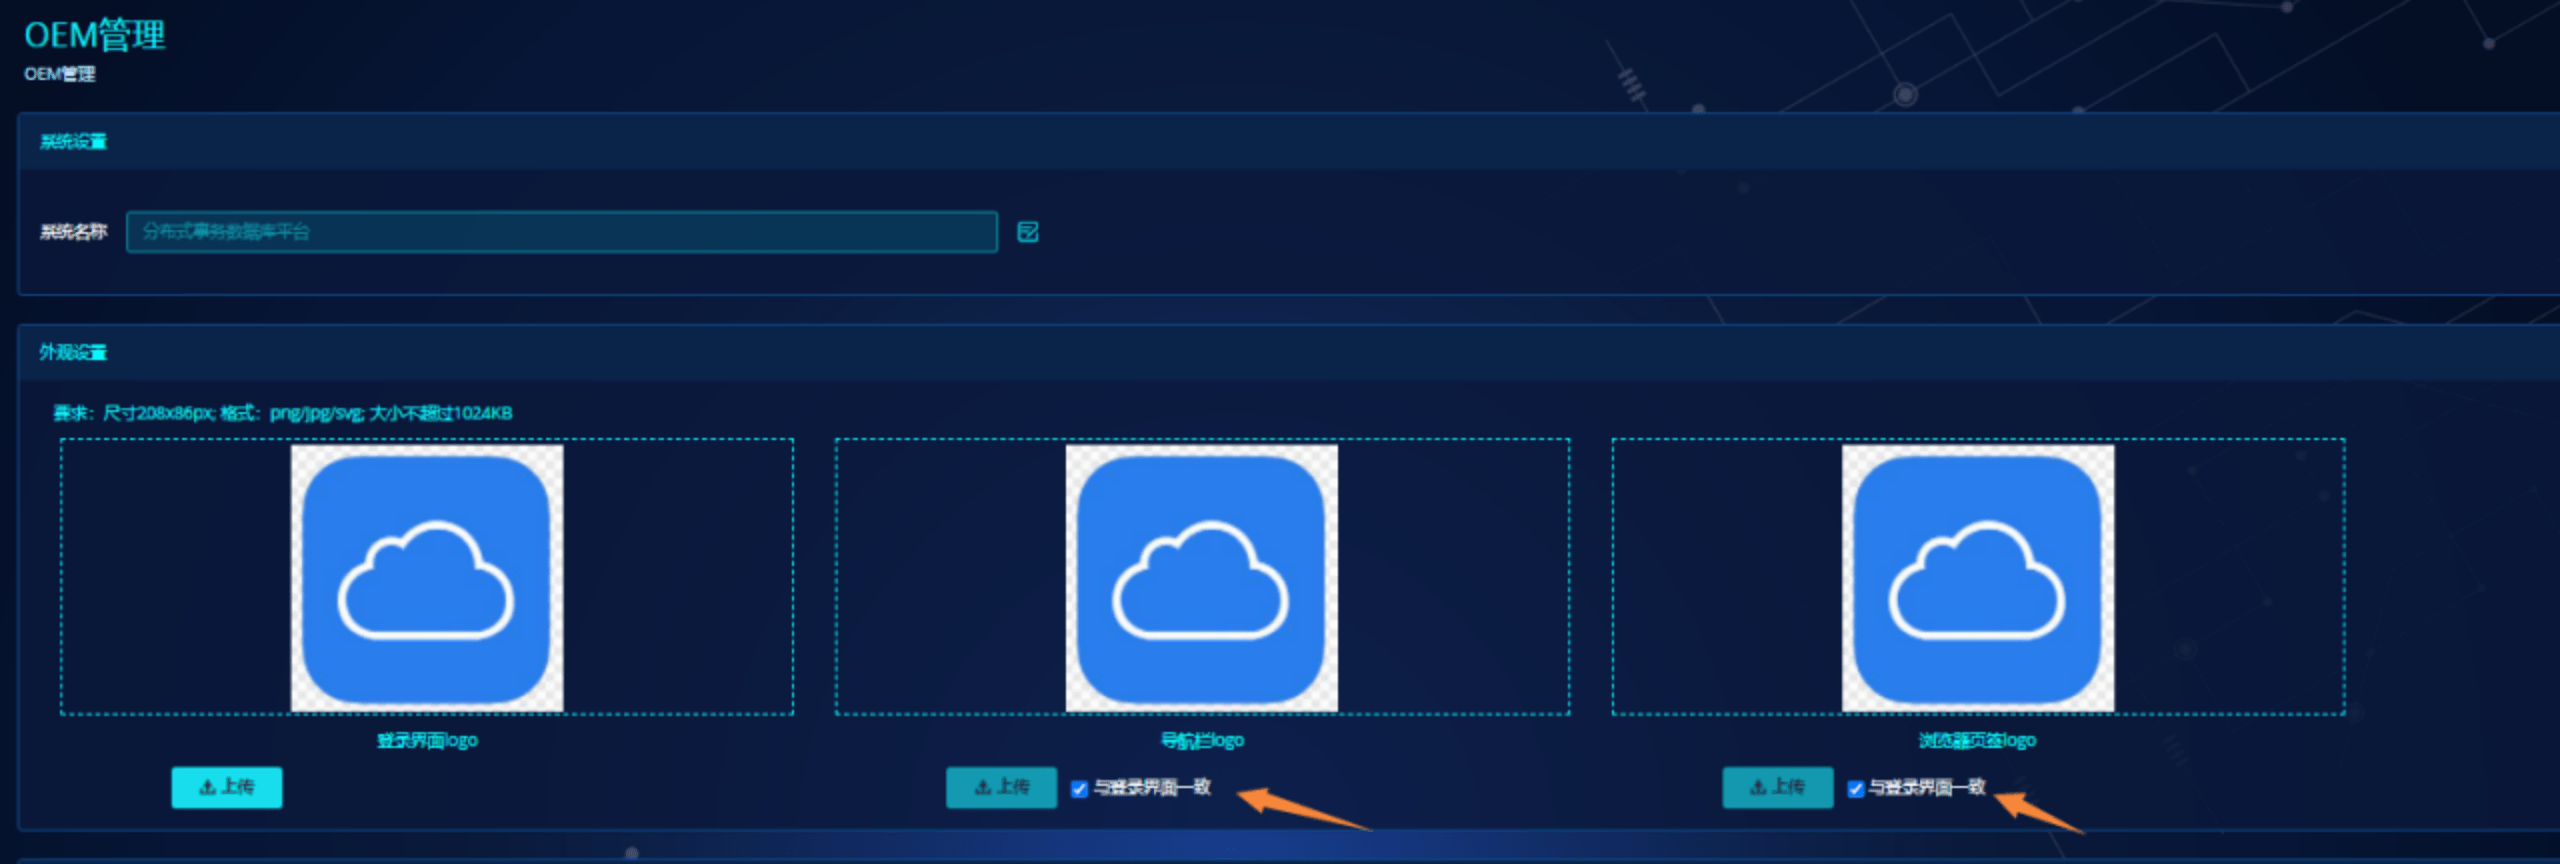 OEM管理
OEM管理
系统设置
系统名称 分布式事务数据库平台
外观设置
要求：尺寸208x86px; 格式：png/jpg/svg; 大小不超过1024KB
登录界面logo 导航栏logo 浏览器页签logo
上传 上传 与登录界面一致 上传 与登录界面一致